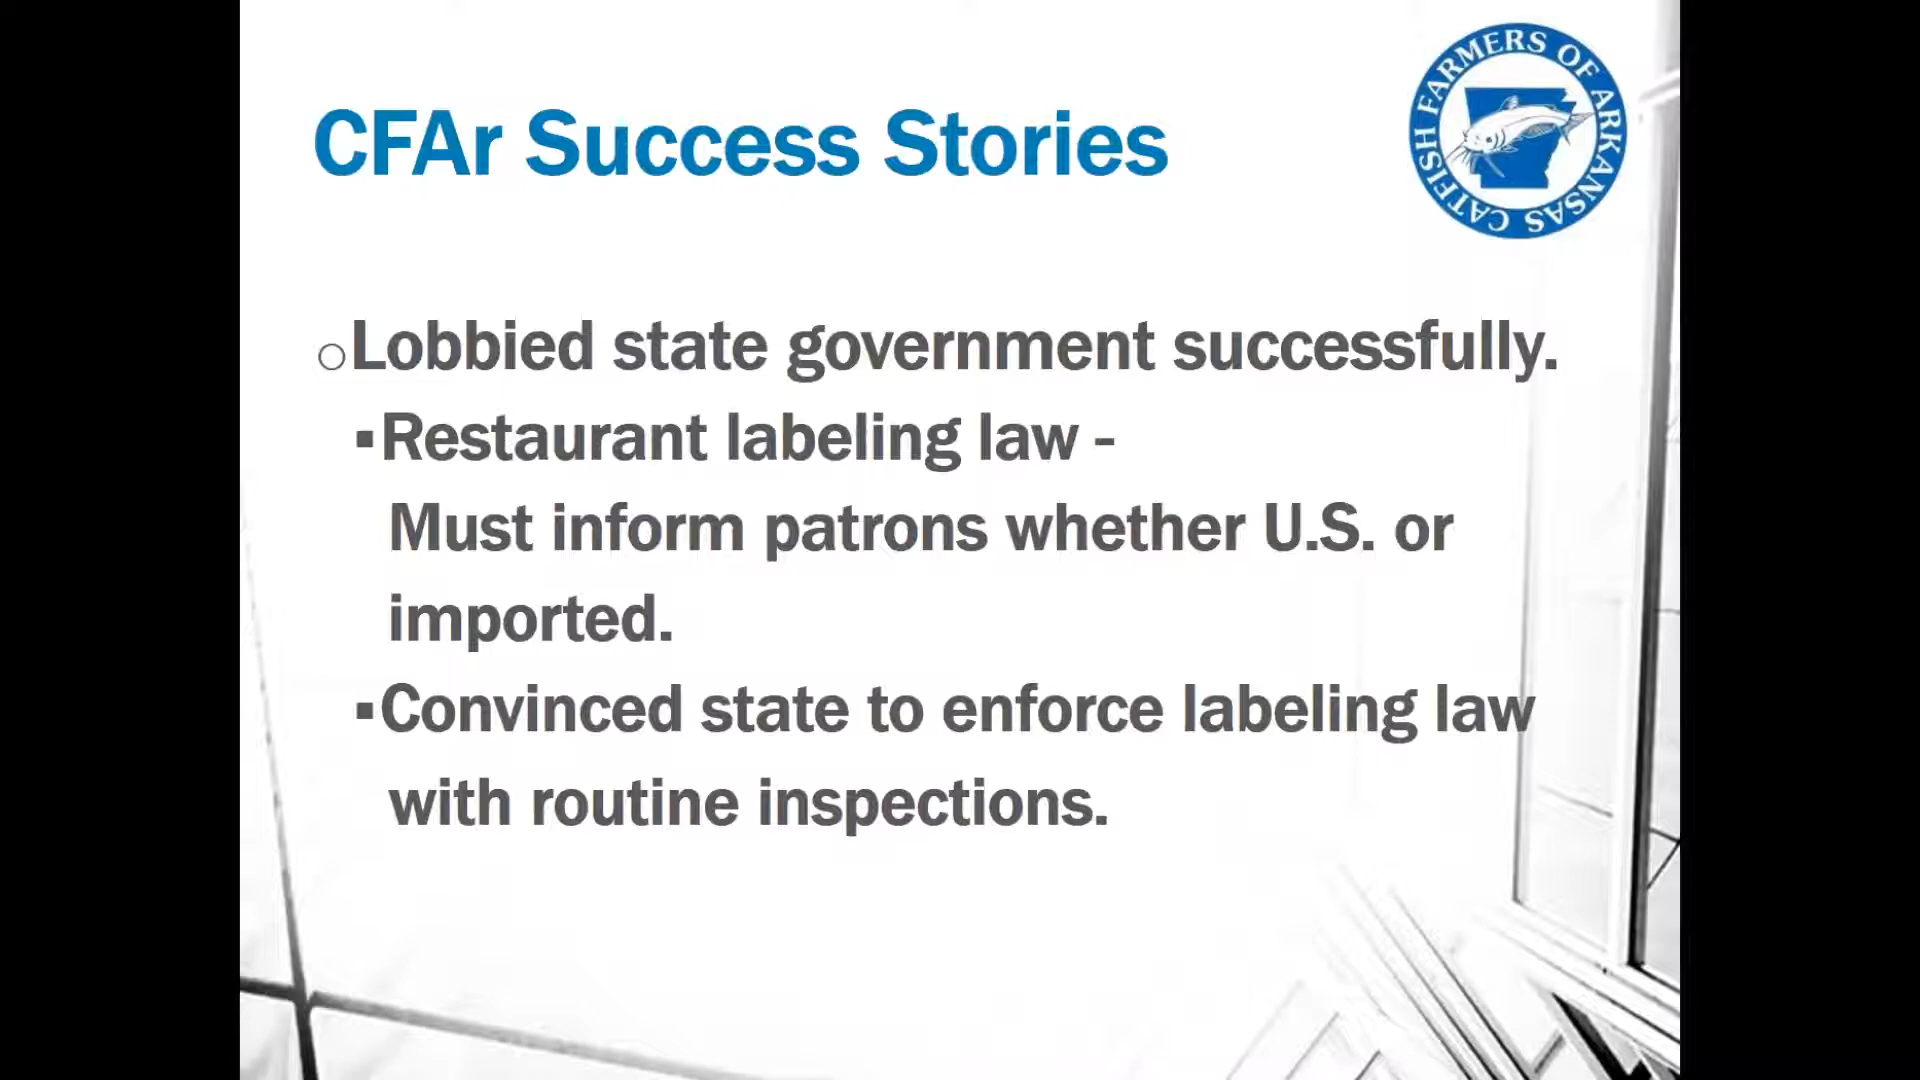 CATFISH FARMERS OF ARKANSAS
CFAr Success Stories
○Lobbied state government successfully.
▪Restaurant labeling law -
Must inform patrons whether U.S. or
imported.
▪Convinced state to enforce labeling law
with routine inspections.